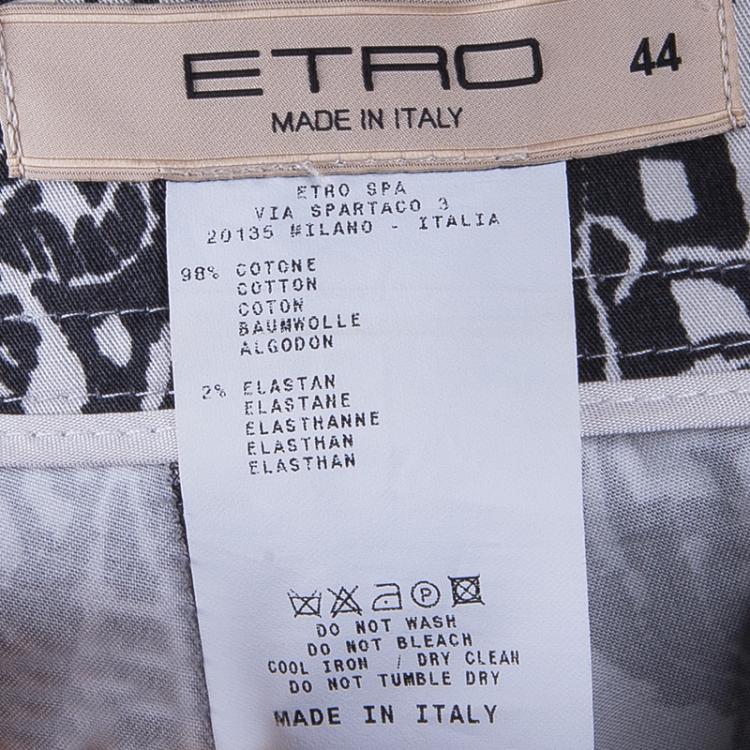 ETRO 44
MADE IN ITALY
ETRO SPA
VIA SPARTACO 3
20135 MILANO - ITALIA
98% COTONE
COTTON
COTON
BAUMWOLLE
ALGODON
2% ELASTAN
ELASTANE
ELASTHANNE
ELASTHAN
ELASTHAN
P
DO NOT WASH
DO NOT BLEACH
COOL IRON / DRY CLEAN
DO NOT TUMBLE DRY
MADE IN ITALY